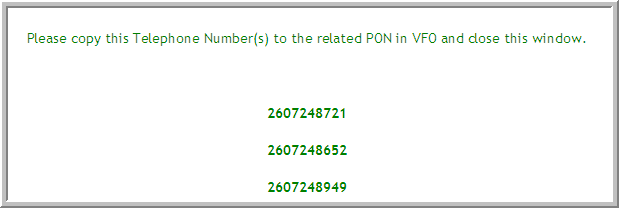 Please copy this Telephone Number(s) to the related PON in VFO and close this window.
2607248721
2607248652
2607248949